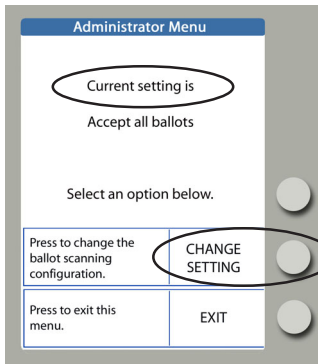 Administrator Menu
Current setting is
Accept all ballots
Select an option below.
Press to change the
ballot scanning
configuration.
CHANGE
SETTING
Press to exit this
menu.
EXIT